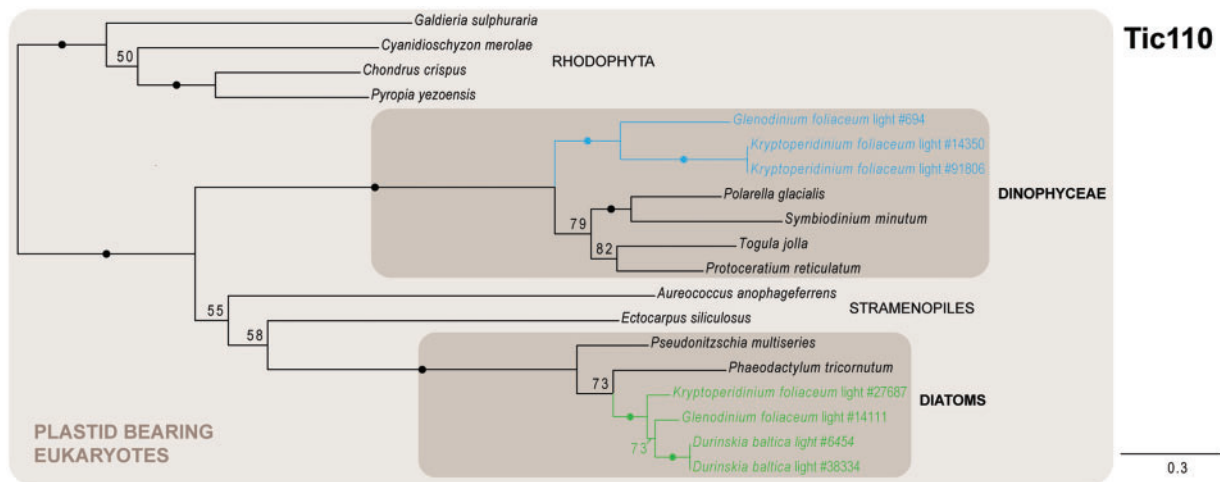 Tic110
Galdieria sulphuraria
50
Cyanidioschyzon merolae
RHODOPHYTA
Chondrus crispus
Pyropia yezoensis
Glenodinium foliaceum light #694
Kryptoperidinium foliaceum light #14350
Kryptoperidinium foliaceum light #91806
Polarella glacialis
DINOPHYCEAE
79
Symbiodinium minutum
82
Togula jolla
Protoceratium reticulatum
55
Aureococcus anophageferrens
STRAMENOPILES
58
Ectocarpus siliculosus
Pseudonitzschia multiseries
73
Phaeodactylum tricornutum
Kryptoperidinium foliaceum light #27687
DIATOMS
Glenodinium foliaceum light #14111
73
Durinskia baltica light #6454
Durinskia baltica light #38334
PLASTID BEARING
EUKARYOTES
0.3